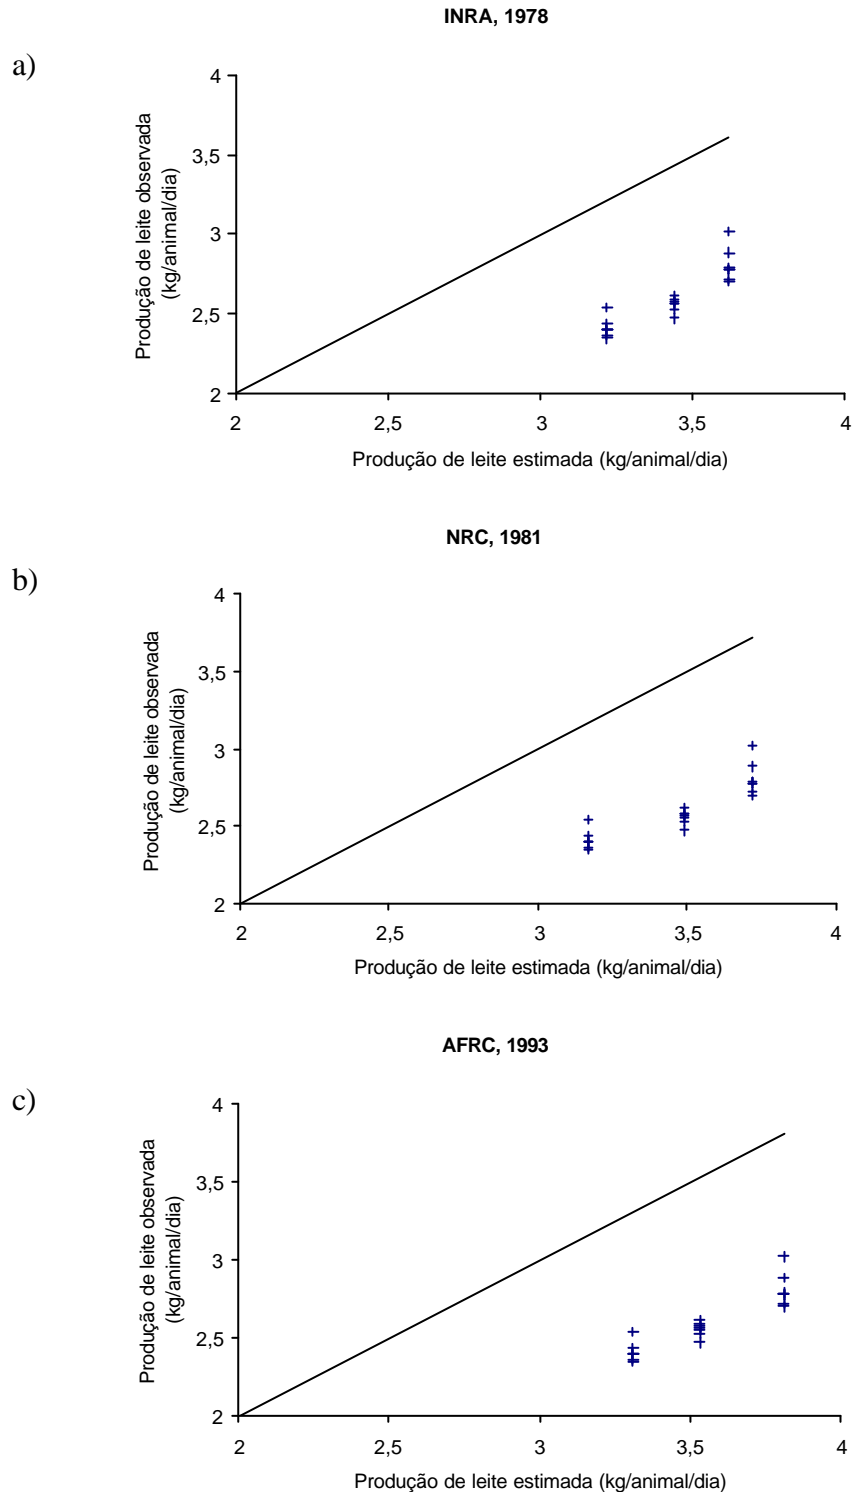 INRA, 1978
a)
Produção de leite observada
(kg/animal/dia)
4
3,5
3
2,5
2
2
2,5
3
3,5
4
Produção de leite estimada (kg/animal/dia)
NRC, 1981
b)
Produção de leite observada
(kg/animal/dia)
4
3,5
3
2,5
2
2
2,5
3
3,5
4
Produção de leite estimada (kg/animal/dia)
AFRC, 1993
c)
Produção de leite observada
(kg/animal/dia)
4
3,5
3
2,5
2
2
2,5
3
3,5
4
Produção de leite estimada (kg/animal/dia)